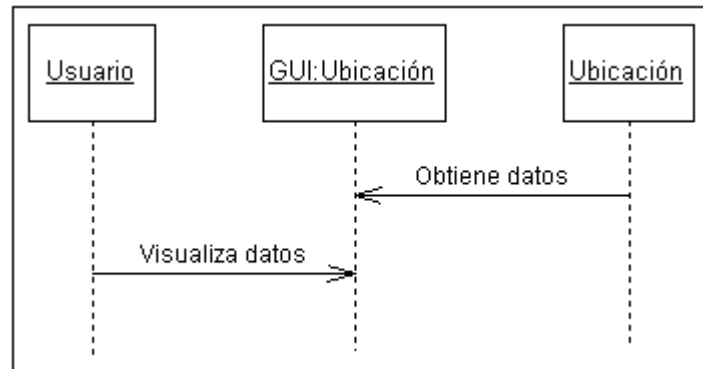 Usuario
GUI:Ubicación
Ubicación
Obtiene datos
Visualiza datos